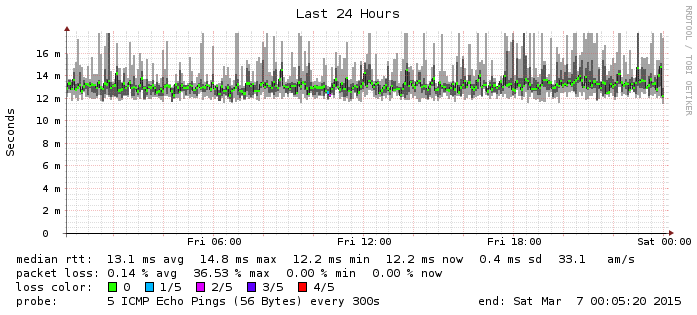 Last 24 Hours
RRDTOOL / TOBI OETIKER
Seconds
16 m
14 m
12 m
10 m
8 m
6 m
4 m
2 m
0
Fri 06:00 Fri 12:00 Fri 18:00 Sat 00:00
median rtt: 13.1 ms avg 14.8 ms max 12.2 ms min 12.2 ms now 0.4 ms sd 33.1 am/s
packet loss: 0.14 % avg 36.53 % max 0.00 % min 0.00 % now
loss color: 0 1/5 2/5 3/5 4/5
probe: 5 ICMP Echo Pings (56 Bytes) every 300s end: Sat Mar 7 00:05:20 2015